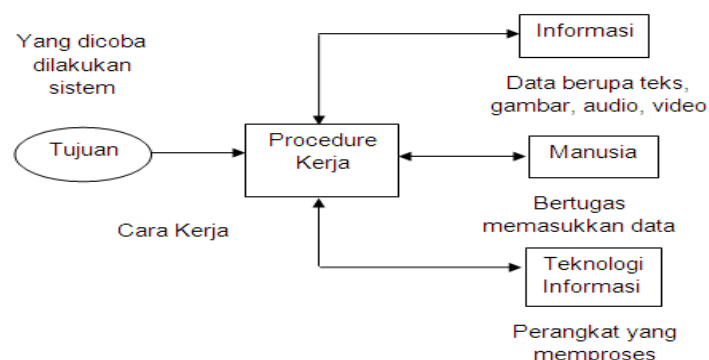 Yang dicoba
dilakukan
sistem
Tujuan
Procedure
Kerja
Cara Kerja
Informasi
Data berupa teks,
gambar, audio, video
Manusia
Bertugas
memasukkan data
Teknologi
Informasi
Perangkat yang
memproses